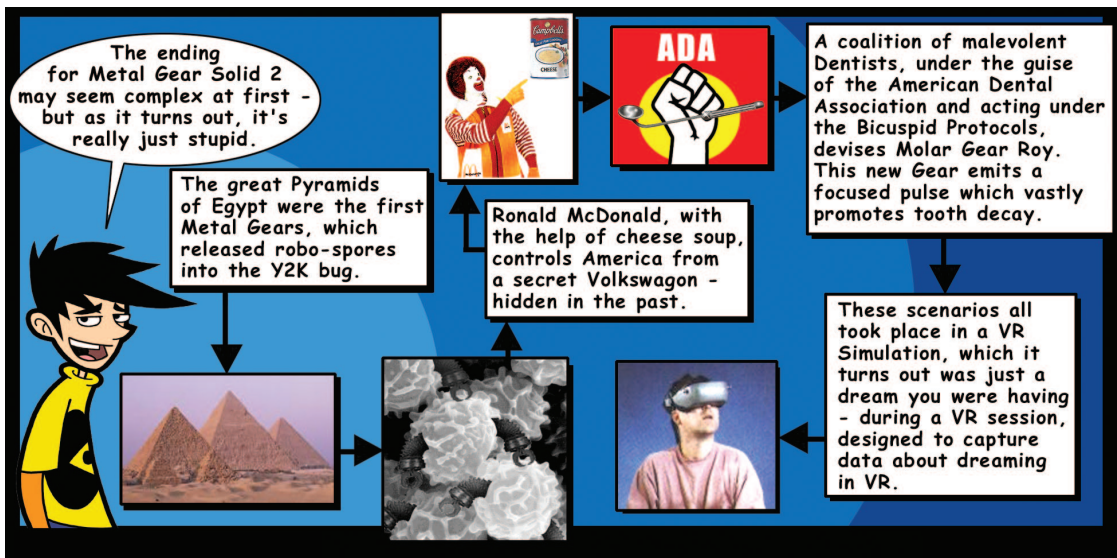 The ending
for Metal Gear Solid 2
may seem complex at first -
but as it turns out, it's
really just stupid.
The great Pyramids
of Egypt were the first
Metal Gears, which
released robo-spores
into the Y2K bug.
Ronald McDonald, with
the help of cheese soup,
controls America from
a secret Volkswagon -
hidden in the past.
Campbell's
CHEESE
ADA
A coalition of malevolent
Dentists, under the guise
of the American Dental
Association and acting under
the Bicuspid Protocols,
devises Molar Gear Roy.
This new Gear emits a
focused pulse which vastly
promotes tooth decay.
These scenarios all
took place in a VR
Simulation, which it
turns out was just a
dream you were having
- during a VR session,
designed to capture
data about dreaming
in VR.